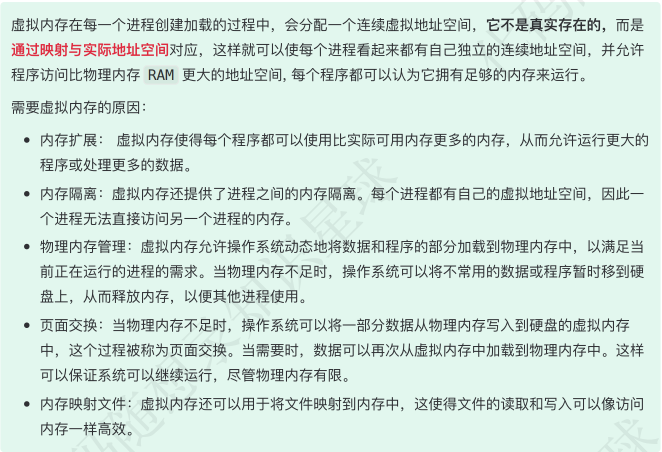 虚拟内存在每一个进程创建加载的过程中，会分配一个连续虚拟地址空间，它不是真实存在的，而是
通过映射与实际地址空间对应，这样就可以使每个进程看起来都有自己独立的连续地址空间，并允许
程序访问比物理内存 RAM 更大的地址空间, 每个程序都可以认为它拥有足够的内存来运行。
需要虚拟内存的原因：
• 内存扩展： 虚拟内存使得每个程序都可以使用比实际可用内存更多的内存，从而允许运行更大的
程序或处理更多的数据。
• 内存隔离：虚拟内存还提供了进程之间的内存隔离。每个进程都有自己的虚拟地址空间，因此一
个进程无法直接访问另一个进程的内存。
• 物理内存管理：虚拟内存允许操作系统动态地将数据和程序的部分加载到物理内存中，以满足当
前正在运行的进程的需求。当物理内存不足时，操作系统可以将不常用的数据或程序暂时移到硬
盘上，从而释放内存，以便其他进程使用。
• 页面交换：当物理内存不足时，操作系统可以将一部分数据从物理内存写入到硬盘的虚拟内存
中，这个过程被称为页面交换。当需要时，数据可以再次从虚拟内存中加载到物理内存中。这样
可以保证系统可以继续运行，尽管物理内存有限。
• 内存映射文件：虚拟内存还可以用于将文件映射到内存中，这使得文件的读取和写入可以像访问
内存一样高效。
码随想录知识星球